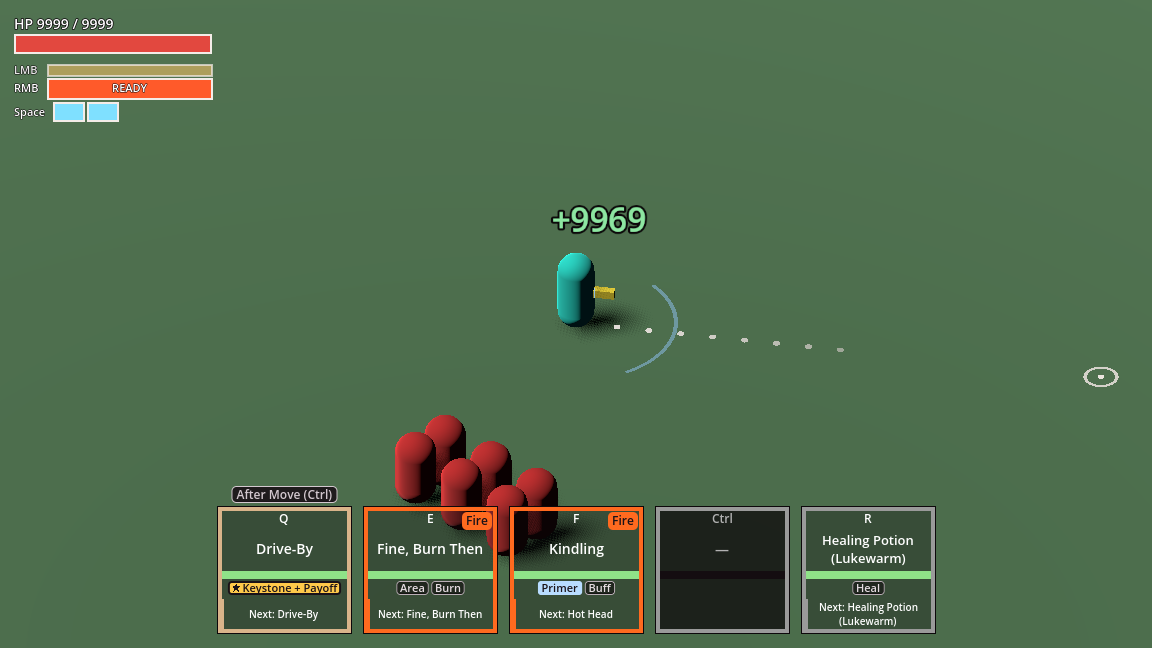 HP 9999 / 9999
LMB
RMB READY
Space
+9969
After Move (Ctrl)
Q
Drive-By
★ Keystone + Payoff
Next: Drive-By
E
Fire
Fine, Burn Then
Area Burn
Next: Fine, Burn Then
F
Fire
Kindling
Primer Buff
Next: Hot Head
Ctrl
—
R
Healing Potion
(Lukewarm)
Heal
Next: Healing Potion
(Lukewarm)